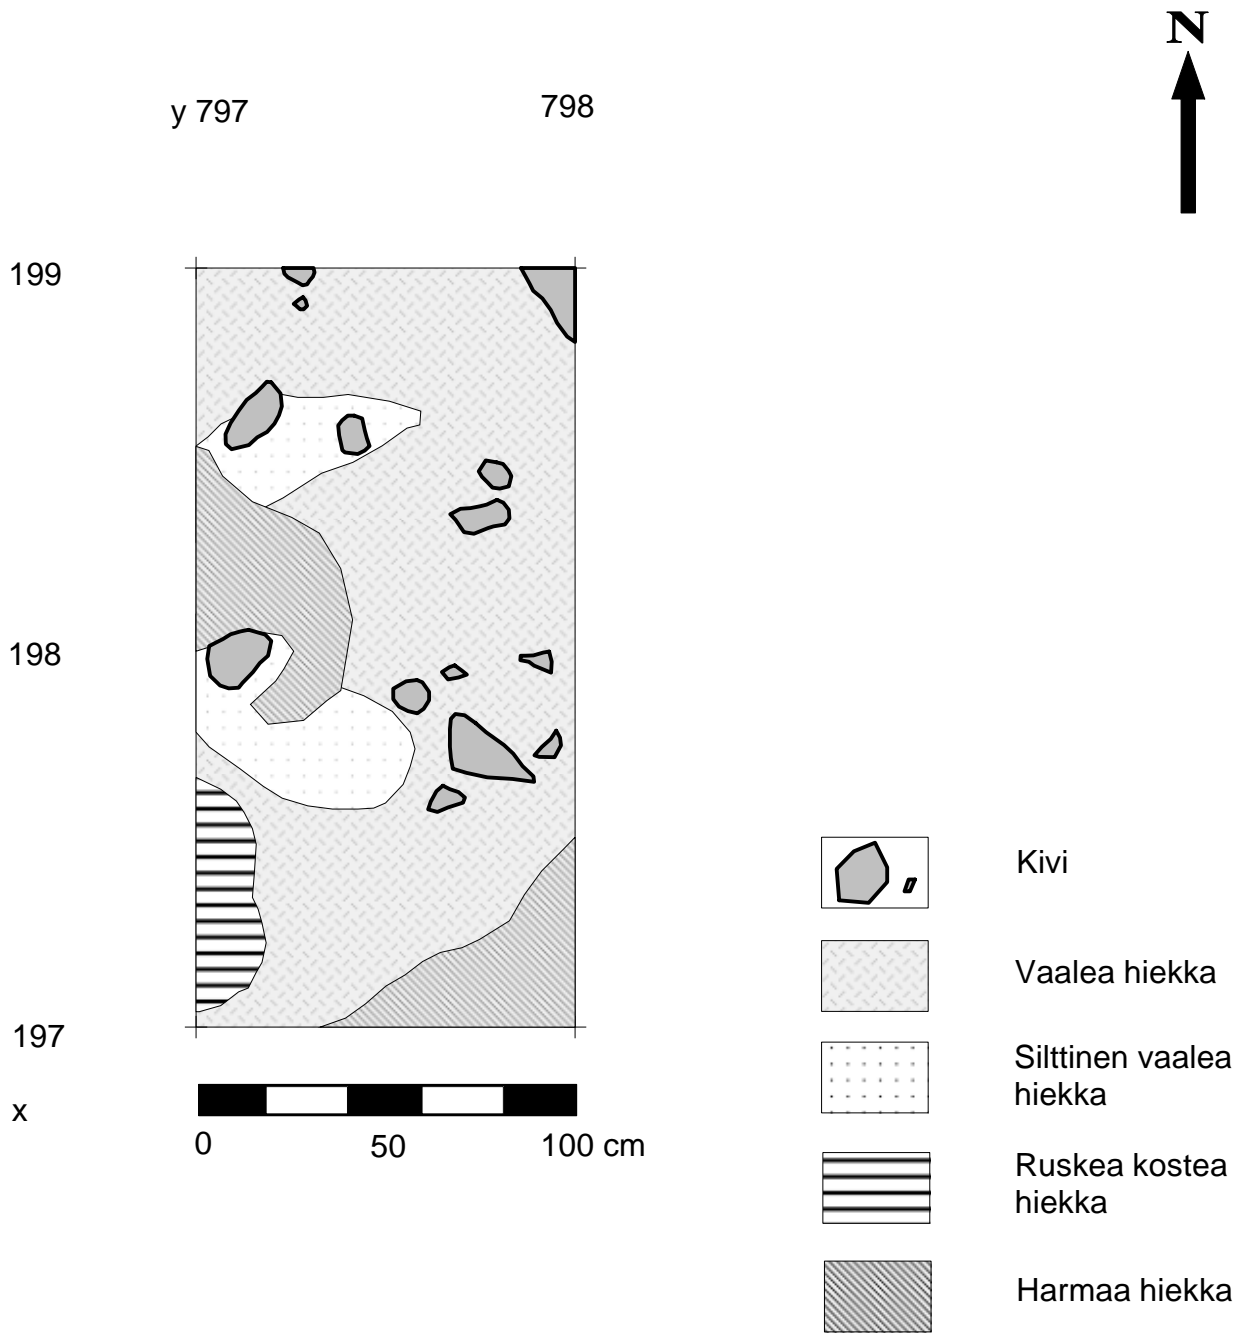 N
y 797
798
199
198
197
x
0
50
100 cm
Kivi
Vaalea hiekka
Silttinen vaalea
hiekka
Ruskea kostea
hiekka
Harmaa hiekka